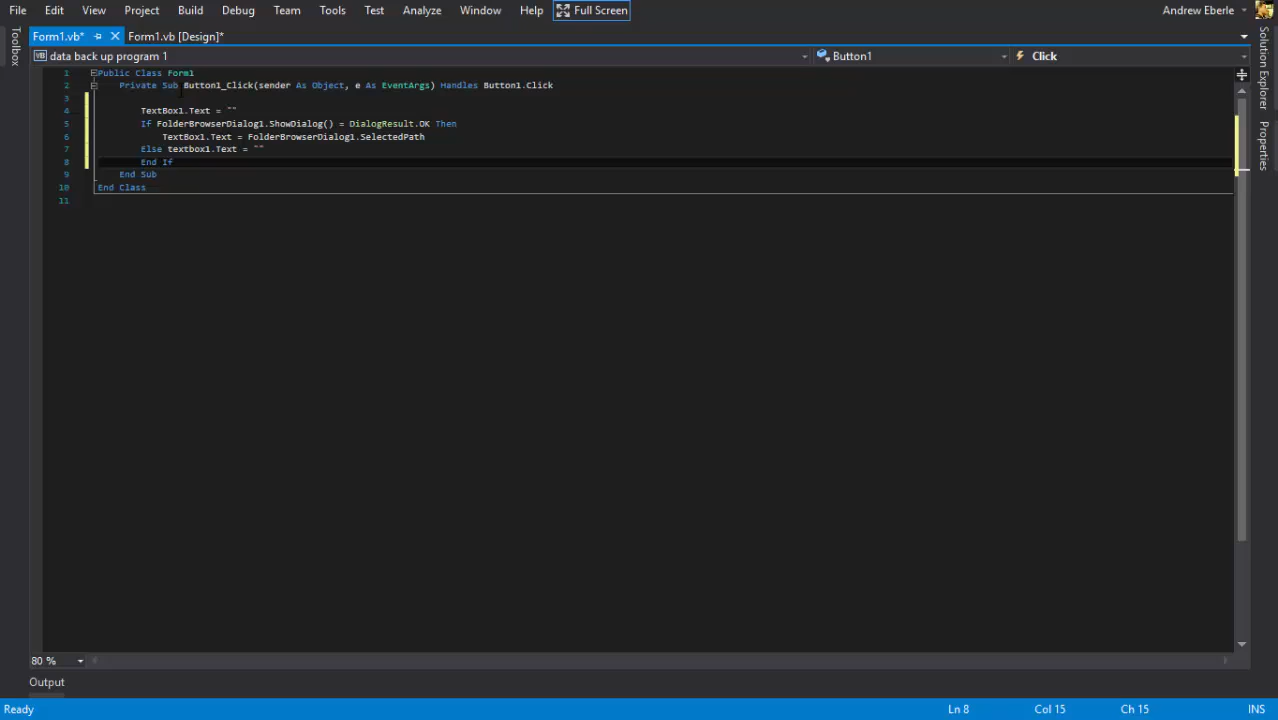 File Edit View Project Build Debug Team Tools Test Analyze Window Help Full Screen Andrew Eberle
Form1.vb* Form1.vb [Design]*
VB data back up program 1 Button1 Click
1 Public Class Form1
2 Private Sub Button1_Click(sender As Object, e As EventArgs) Handles Button1.Click
3
4 TextBox1.Text = ""
5 If FolderBrowserDialog1.ShowDialog() = DialogResult.OK Then
6 TextBox1.Text = FolderBrowserDialog1.SelectedPath
7 Else textbox1.Text = ""
8 End If
9 End Sub
10 End Class
11
Toolbox
Solution Explorer
Properties
80 %
Output
Ready Ln 8 Col 15 Ch 15 INS